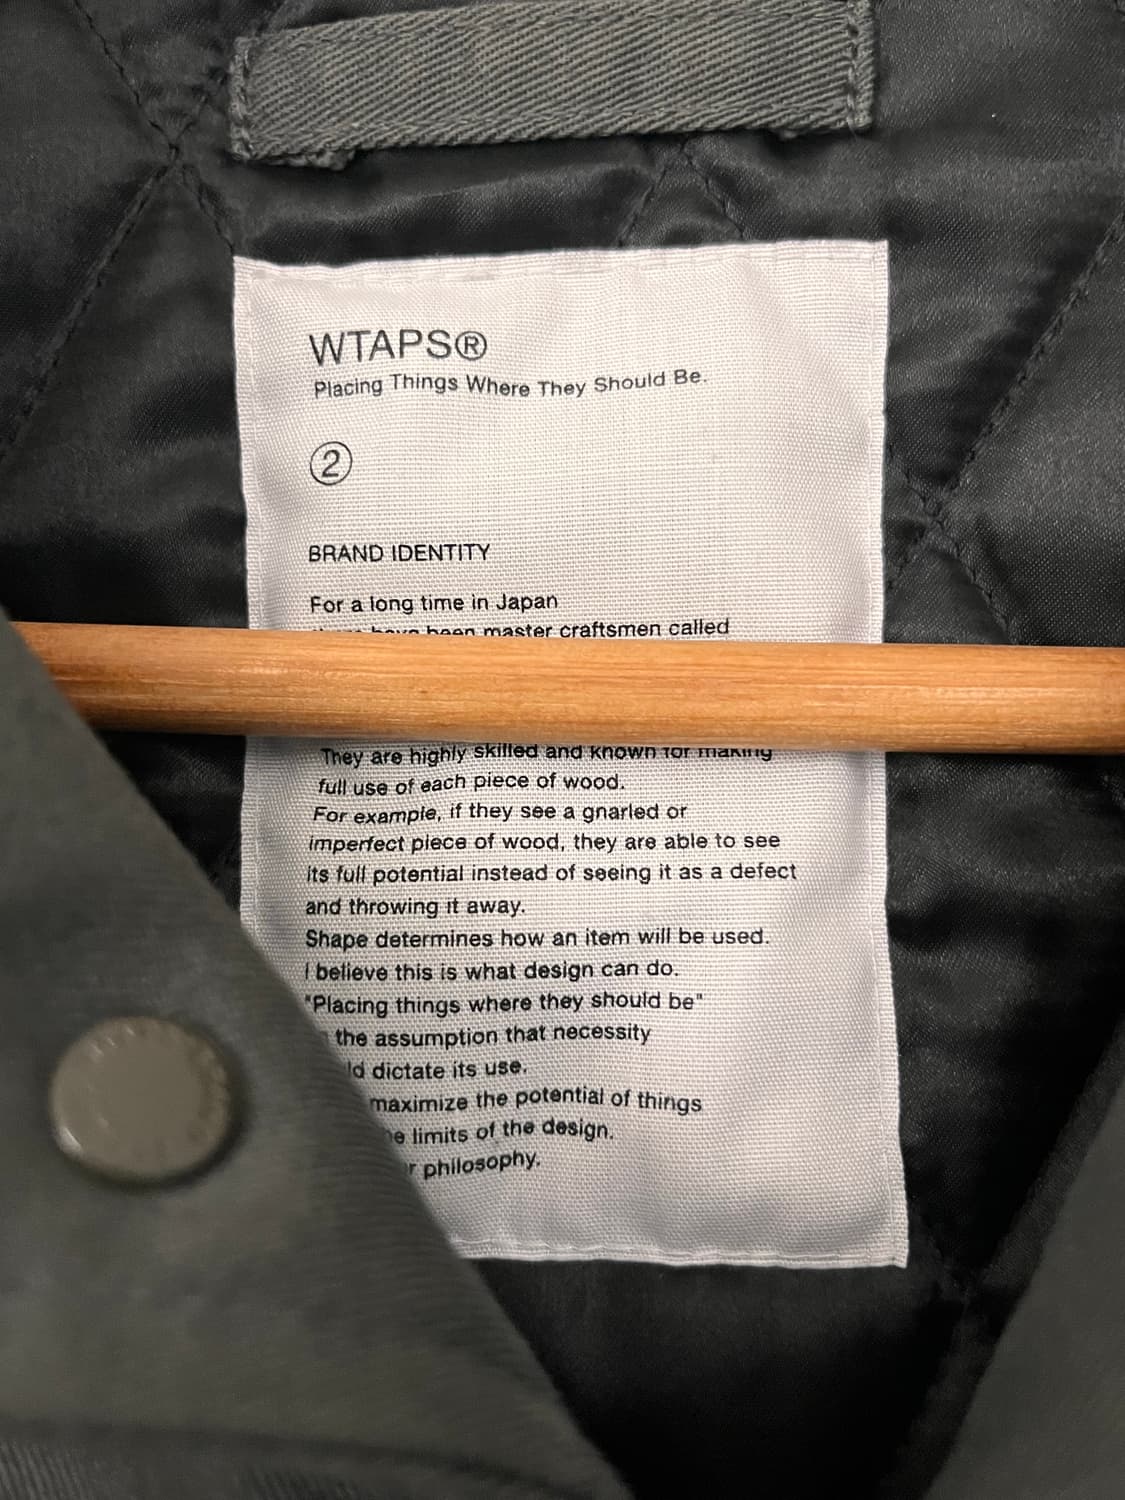 WTAPS®
Placing Things Where They Should Be.
②
BRAND IDENTITY
For a long time in Japan
have been master craftsmen called
They are highly skilled and known for making
full use of each piece of wood.
For example, if they see a gnarled or
imperfect piece of wood, they are able to see
its full potential instead of seeing it as a defect
and throwing it away.
Shape determines how an item will be used.
I believe this is what design can do.
"Placing things where they should be"
the assumption that necessity
dictate its use.
maximize the potential of things
limits of the design.
philosophy.